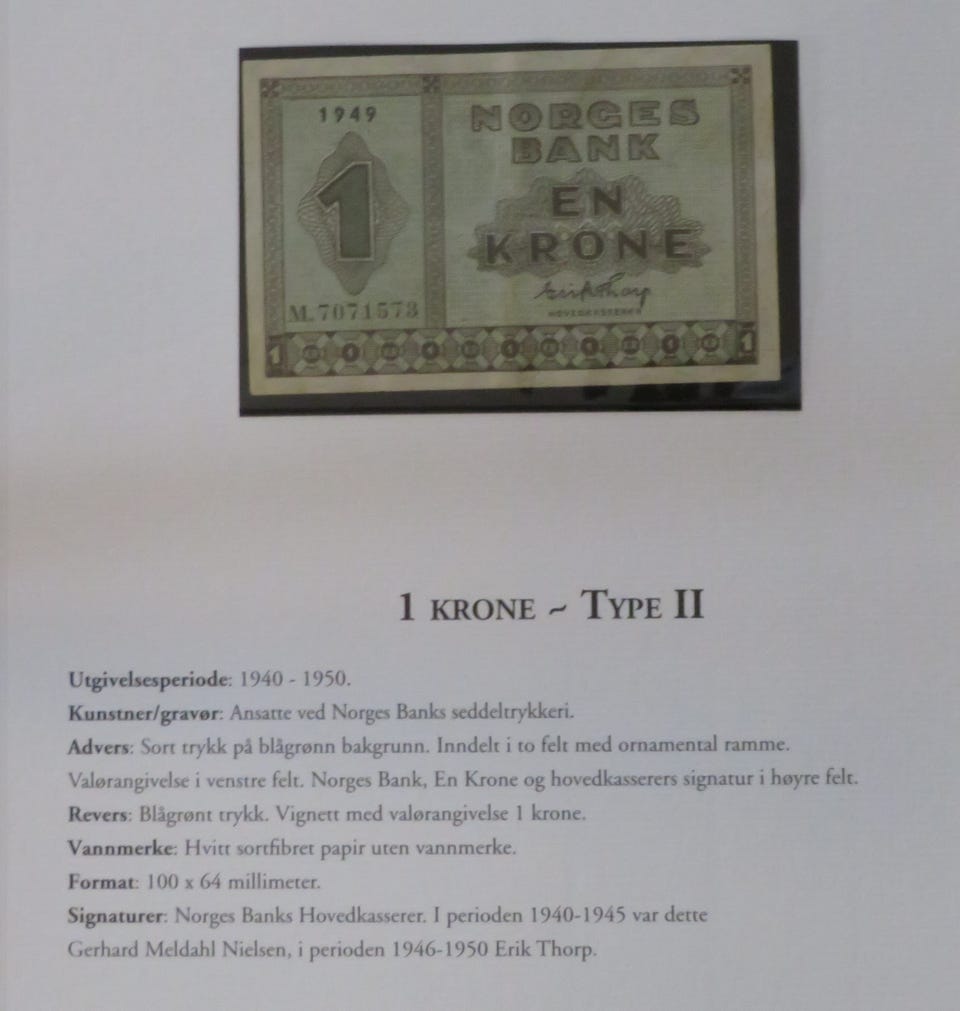 1949
NORGES
BANK
EN
KRONE
1
Erik Thorp
HOVEDKASSERER
M.7071573
1
1
1 KRONE ~ TYPE II
Utgivelsesperiode: 1940 - 1950.
Kunstner/gravør: Ansatte ved Norges Banks seddeltrykkeri.
Advers: Sort trykk på blågrønn bakgrunn. Inndelt i to felt med ornamental ramme.
Valørangivelse i venstre felt. Norges Bank, En Krone og hovedkasserers signatur i høyre felt.
Revers: Blågrønt trykk. Vignett med valørangivelse 1 krone.
Vannmerke: Hvitt sortfibret papir uten vannmerke.
Format: 100 x 64 millimeter.
Signaturer: Norges Banks Hovedkasserer. I perioden 1940-1945 var dette
Gerhard Meldahl Nielsen, i perioden 1946-1950 Erik Thorp.